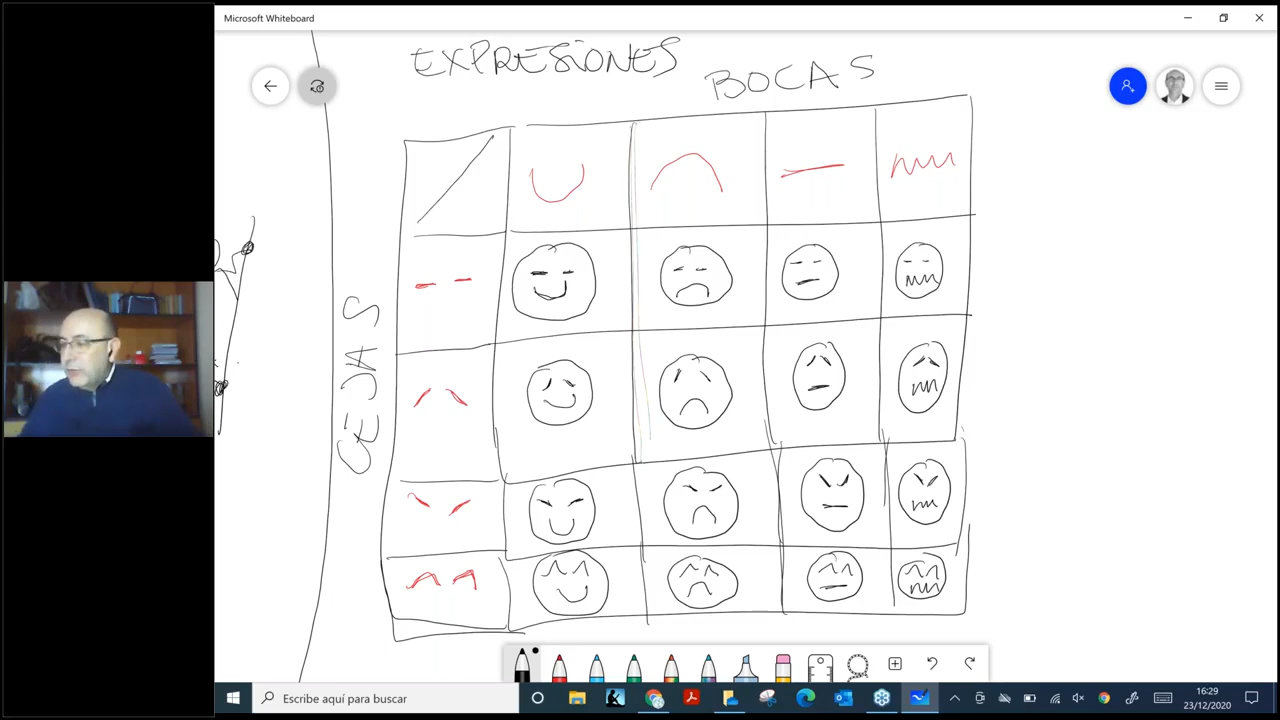 Microsoft Whiteboard
EXPRESIONES
BOCAS
CEJAS
Escribe aquí para buscar
16:29
23/12/2020